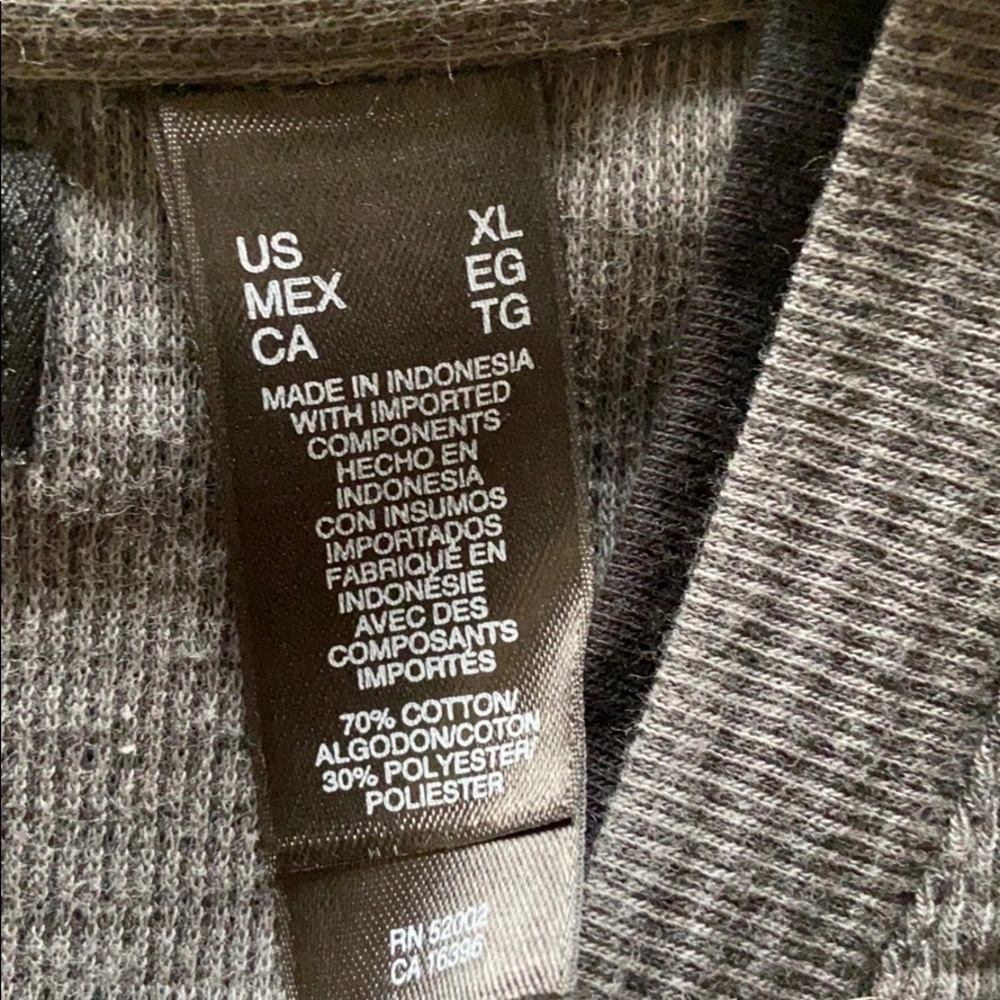 US XL
MEX EG
CA TG
MADE IN INDONESIA
WITH IMPORTED
COMPONENTS
HECHO EN
INDONESIA
CON INSUMOS
IMPORTADOS
FABRIQUÉ EN
INDONÉSIE
AVEC DES
COMPOSANTS
IMPORTÉS
70% COTTON/
ALGODON/COTON
30% POLYESTER/
POLIESTER
RN 52002
CA 16396